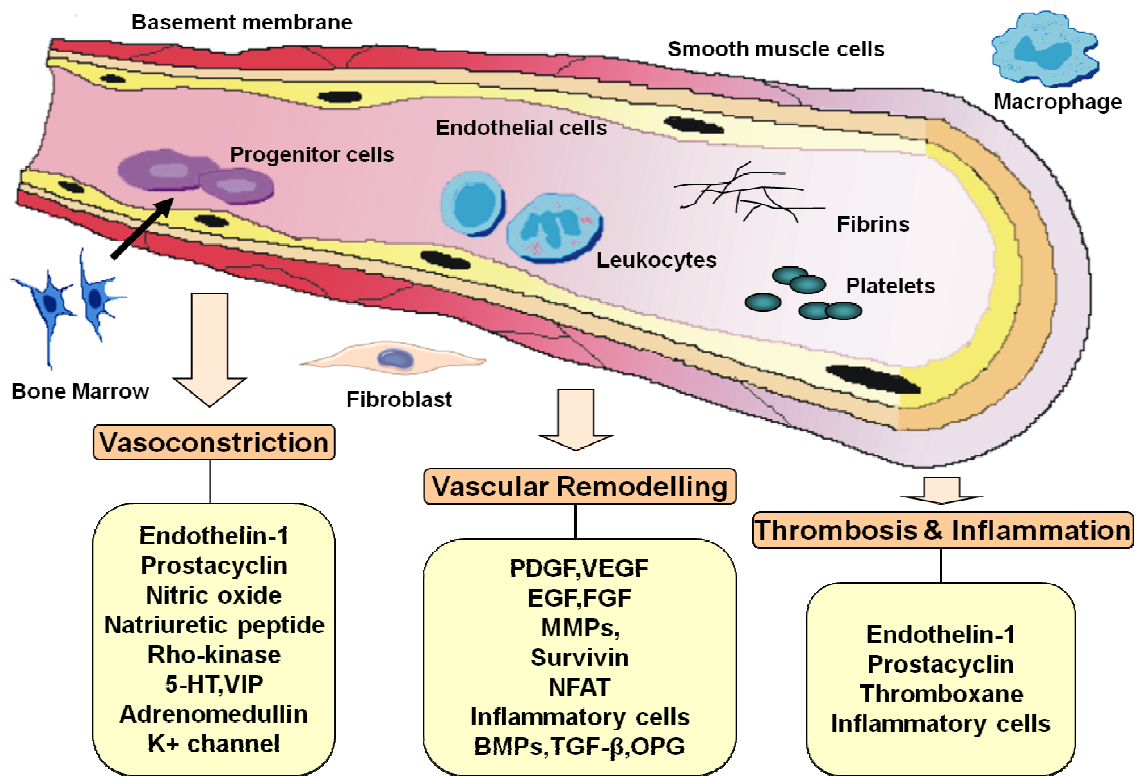 Basement membrane
Smooth muscle cells
Macrophage
Endothelial cells
Progenitor cells
Fibrins
Leukocytes
Platelets
Bone Marrow
Fibroblast
Vasoconstriction
Endothelin-1
Prostacyclin
Nitric oxide
Natriuretic peptide
Rho-kinase
5-HT,VIP
Adrenomedullin
K+ channel
Vascular Remodelling
PDGF,VEGF
EGF,FGF
MMPs,
Survivin
NFAT
Inflammatory cells
BMPs,TGF-β,OPG
Thrombosis & Inflammation
Endothelin-1
Prostacyclin
Thromboxane
Inflammatory cells